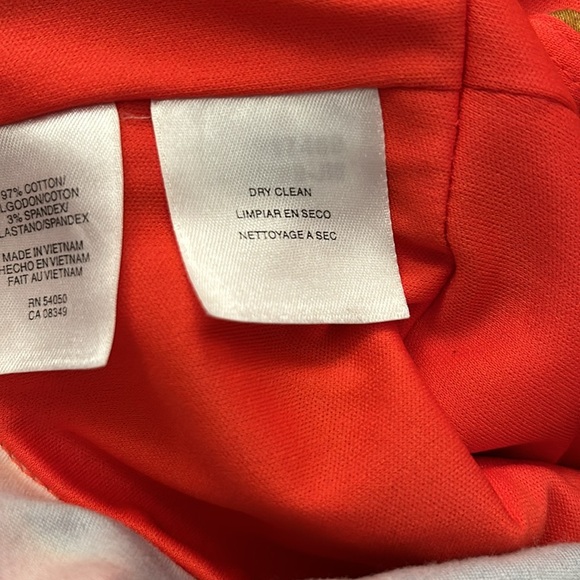 97% COTTON/
LGODON/COTON
3% SPANDEX/
LASTANO/SPANDEX
MADE IN VIETNAM
HECHO EN VIETNAM
FAIT AU VIETNAM
RN 54050
CA 08349
DRY CLEAN
LIMPIAR EN SECO
NETTOYAGE A SEC